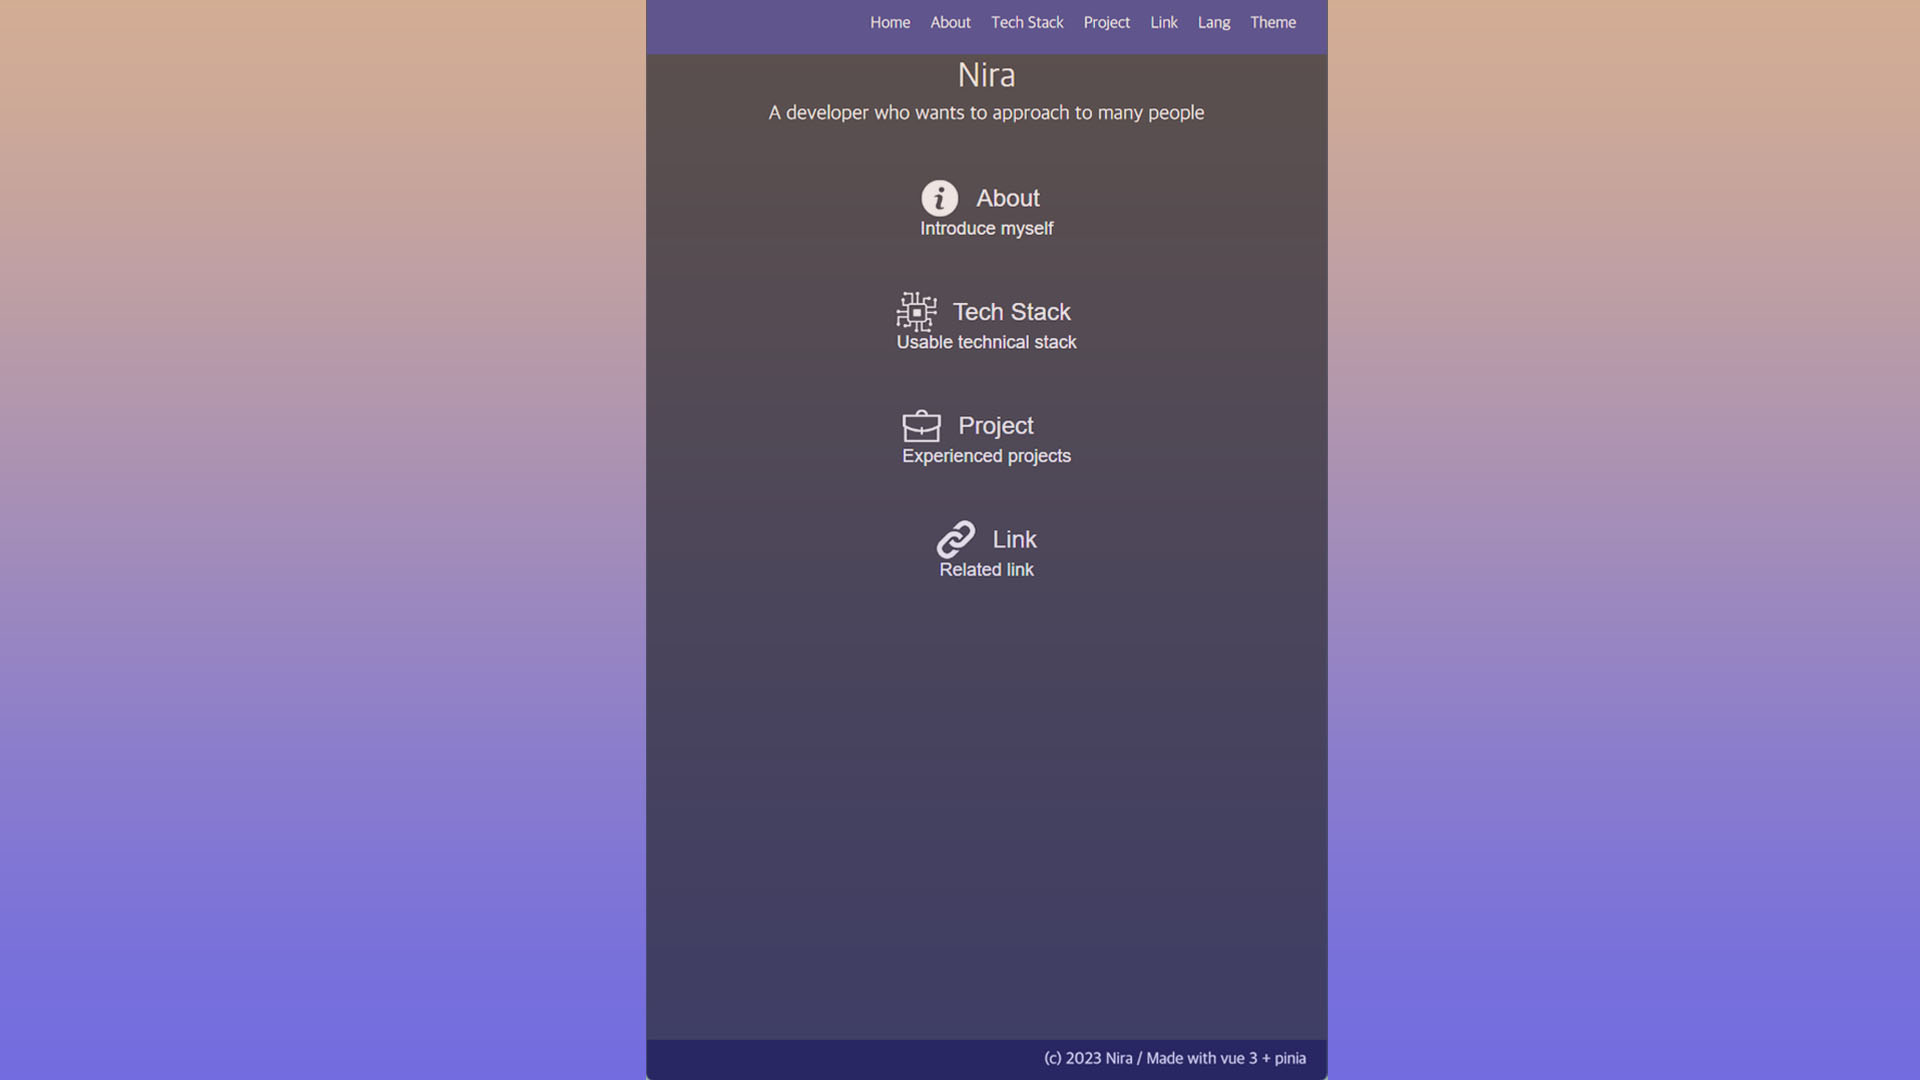 Home About Tech Stack Project Link Lang Theme
Nira
A developer who wants to approach to many people
About
Introduce myself
Tech Stack
Usable technical stack
Project
Experienced projects
Link
Related link
(c) 2023 Nira / Made with vue 3 + pinia